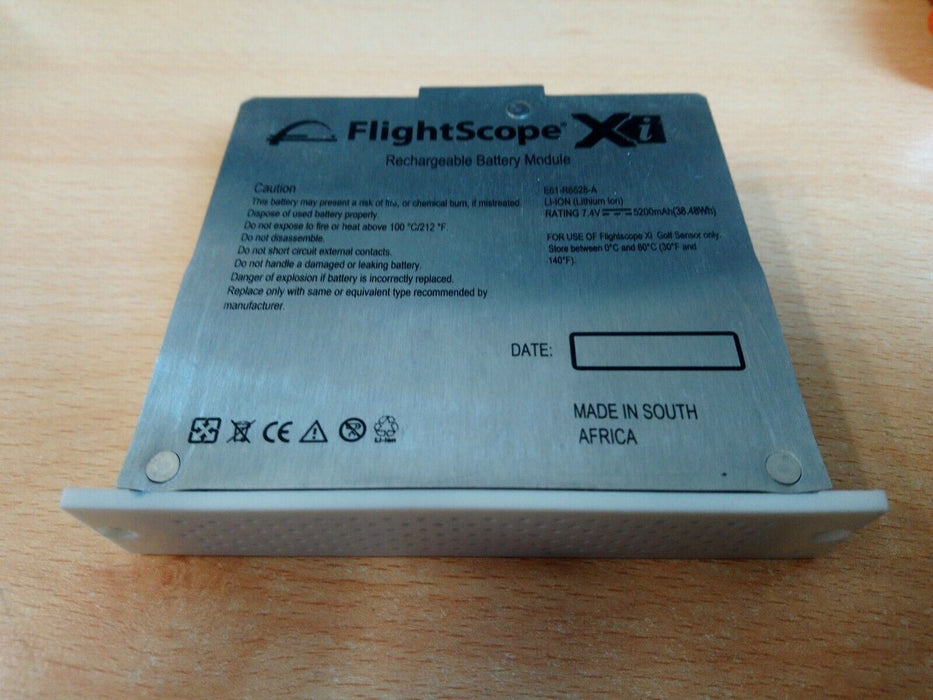 FlightScope® Xi
Rechargeable Battery Module
Caution
This battery may present a risk of fire, or chemical burn, if mistreated.
Dispose of used battery properly.
Do not expose to fire or heat above 100 °C/212 °F.
Do not disassemble.
Do not short circuit external contacts.
Do not handle a damaged or leaking battery.
Danger of explosion if battery is incorrectly replaced.
Replace only with same or equivalent type recommended by
manufacturer.
LI-ION (Lithium Ion)
RATING 7.4V 5200mAh(38.48Wh)
FOR USE OF Flightscope Xi Golf Sensor only.
Store between 0°C and 60°C (30°F and
140°F).
DATE:
MADE IN SOUTH
AFRICA
CE
Li-Ion